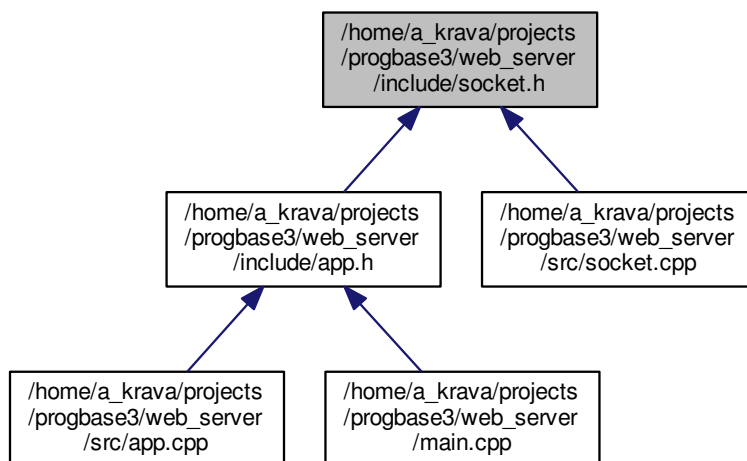 /home/a_krava/projects
/progbase3/web_server
/include/socket.h
/home/a_krava/projects
/progbase3/web_server
/include/app.h
/home/a_krava/projects
/progbase3/web_server
/src/socket.cpp
/home/a_krava/projects
/progbase3/web_server
/src/app.cpp
/home/a_krava/projects
/progbase3/web_server
/main.cpp